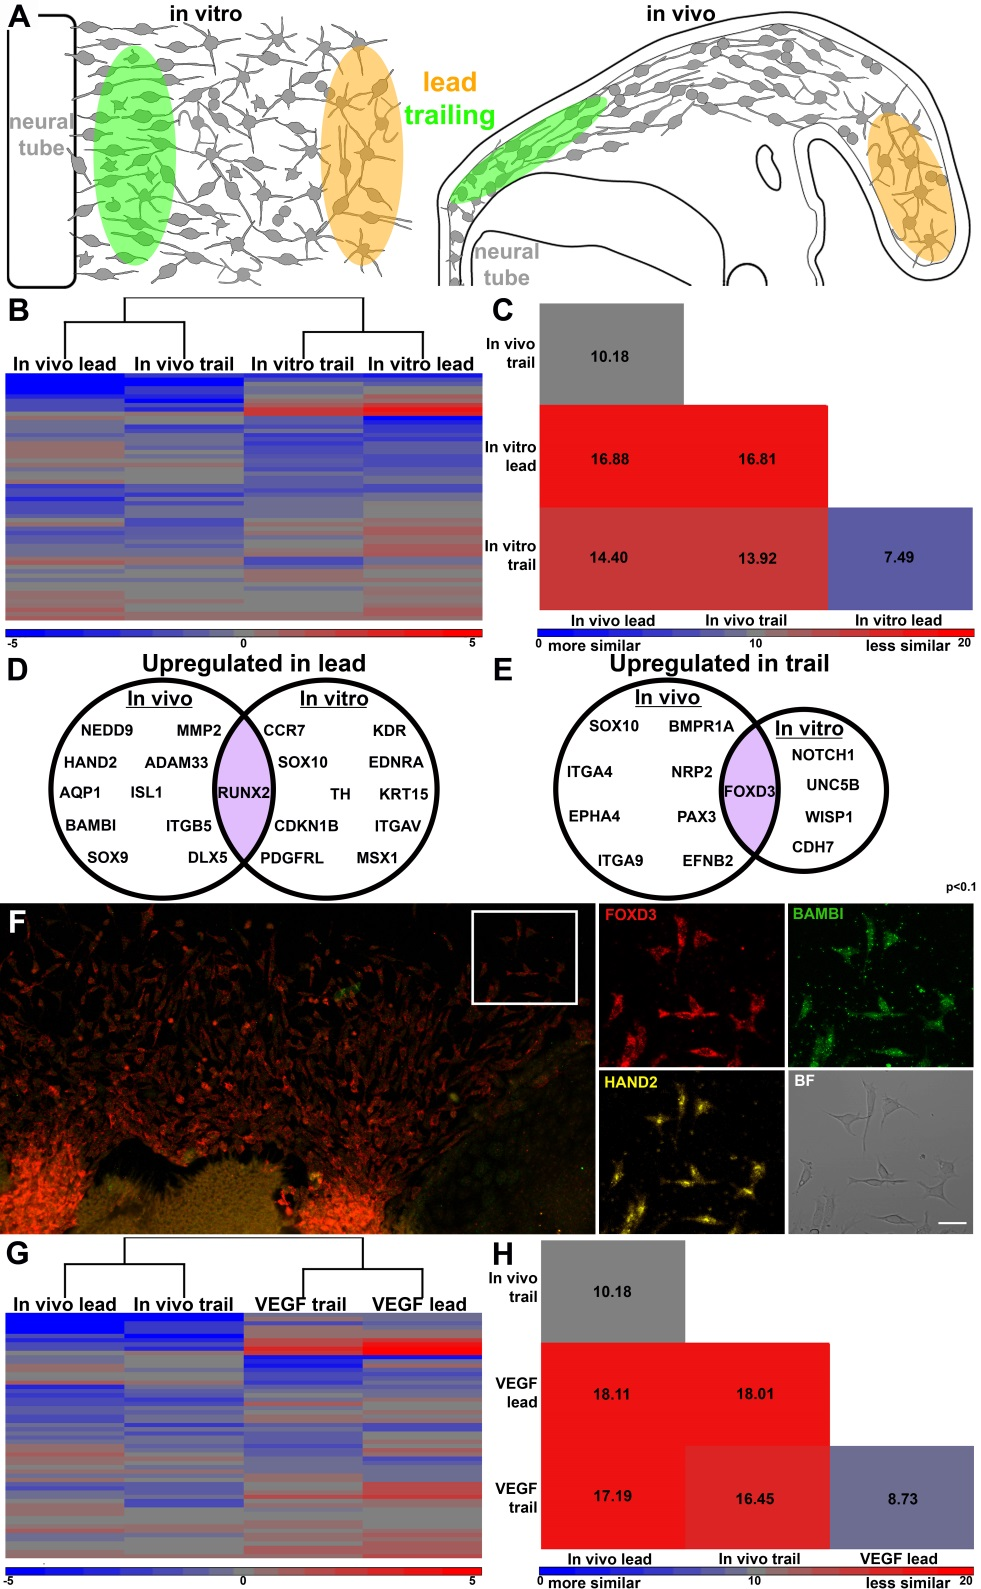 A
in vitro
in vivo
neural
tube
lead
trailing
neural
tube
B
In vivo lead
In vivo trail
In vitro trail
In vitro lead
-5
0
5
C
In vivo
trail
10.18
In vitro
lead
16.88
16.81
In vitro
trail
14.40
13.92
7.49
In vivo lead
In vivo trail
In vitro lead
0
more similar
10
less similar
20
D
Upregulated in lead
In vivo
In vitro
NEDD9
MMP2
CCR7
KDR
HAND2
ADAM33
SOX10
EDNRA
AQP1
ISL1
RUNX2
TH
KRT15
BAMBI
ITGB5
CDKN1B
ITGAV
SOX9
DLX5
PDGFRL
MSX1
E
Upregulated in trail
In vivo
In vitro
SOX10
BMPR1A
NOTCH1
ITGA4
NRP2
FOXD3
UNC5B
EPHA4
PAX3
WISP1
ITGA9
EFNB2
CDH7
p<0.1
F
FOXD3
BAMBI
HAND2
BF
G
In vivo lead
In vivo trail
VEGF trail
VEGF lead
-5
0
5
H
In vivo
trail
10.18
VEGF
lead
18.11
18.01
VEGF
trail
17.19
16.45
8.73
In vivo lead
In vivo trail
VEGF lead
0
more similar
10
less similar
20